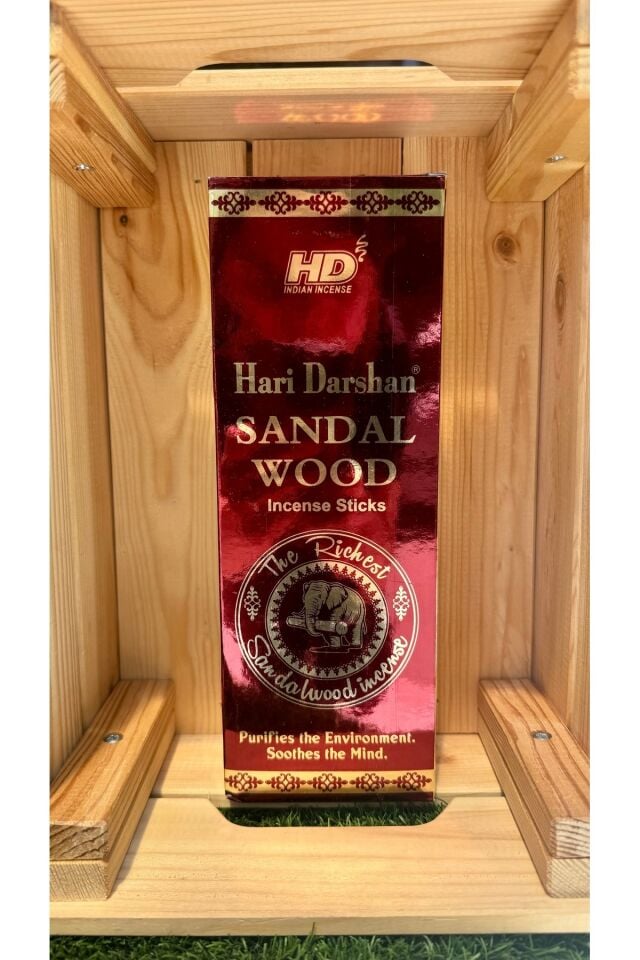 HD
INDIAN INCENSE
Hari Darshan®
SANDAL
WOOD
Incense Sticks
The Richest
Sandalwood incense
Purifies the Environment.
Soothes the Mind.